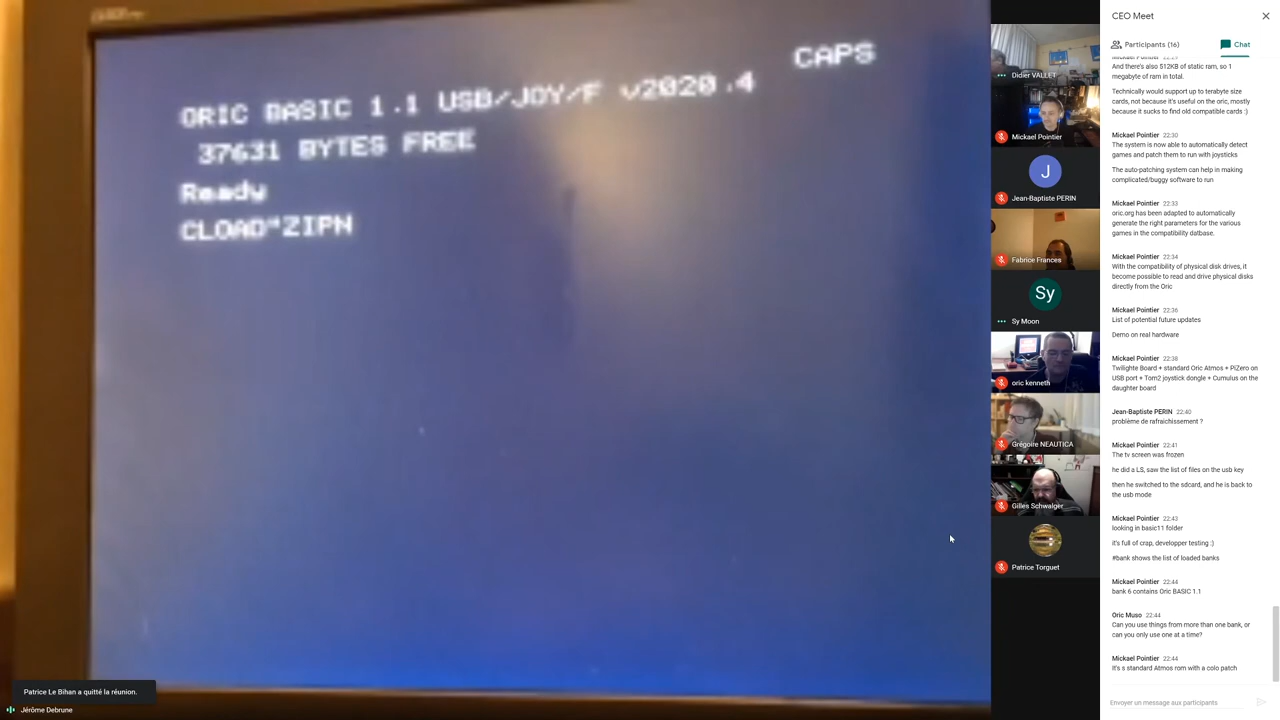 CAPS
ORIC BASIC 1.1 USB/JOY/F v2020.4
37631 BYTES FREE
Ready
CLOAD"ZIPN
Patrice Le Bihan a quitté la réunion.
Jérôme Debrune
Didier VALLET
Mickael Pointier
J
Jean-Baptiste PERIN
Fabrice Frances
Sy
Sy Moon
oric kenneth
Grégoire NEAUTICA
Gilles Schwalger
Patrice Torguet
CEO Meet
Participants (16)
Chat
And there's also 512KB of static ram, so 1
megabyte of ram in total.
Technically would support up to terabyte size
cards, not because it's useful on the oric, mostly
because it sucks to find old compatible cards :)
Mickael Pointier 22:30
The system is now able to automatically detect
games and patch them to run with joysticks
The auto-patching system can help in making
complicated/buggy software to run
Mickael Pointier 22:33
oric.org has been adapted to automatically
generate the right parameters for the various
games in the compatibility datbase.
Mickael Pointier 22:34
With the compatibility of physical disk drives, it
become possible to read and drive physical disks
directly from the Oric
Mickael Pointier 22:36
List of potential future updates
Demo on real hardware
Mickael Pointier 22:38
Twilighte Board + standard Oric Atmos + PiZero on
USB port + Tom2 joystick dongle + Cumulus on the
daughter board
Jean-Baptiste PERIN 22:40
problème de rafraichissement ?
Mickael Pointier 22:41
The tv screen was frozen
he did a LS, saw the list of files on the usb key
then he switched to the sdcard, and he is back to
the usb mode
Mickael Pointier 22:43
looking in basic11 folder
it's full of crap, developper testing :)
#bank shows the list of loaded banks
Mickael Pointier 22:44
bank 6 contains Oric BASIC 1.1
Oric Muso 22:44
Can you use things from more than one bank, or
can you only use one at a time?
Mickael Pointier 22:44
it's s standard Atmos rom with a colo patch
Envoyer un message aux participants